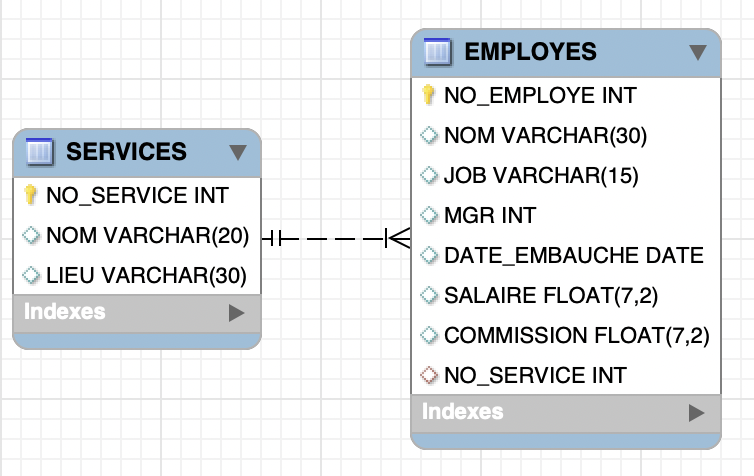 SERVICES
NO_SERVICE INT
NOM VARCHAR(20)
LIEU VARCHAR(30)
Indexes
EMPLOYES
NO_EMPLOYE INT
NOM VARCHAR(30)
JOB VARCHAR(15)
MGR INT
DATE_EMBAUCHE DATE
SALAIRE FLOAT(7,2)
COMMISSION FLOAT(7,2)
NO_SERVICE INT
Indexes